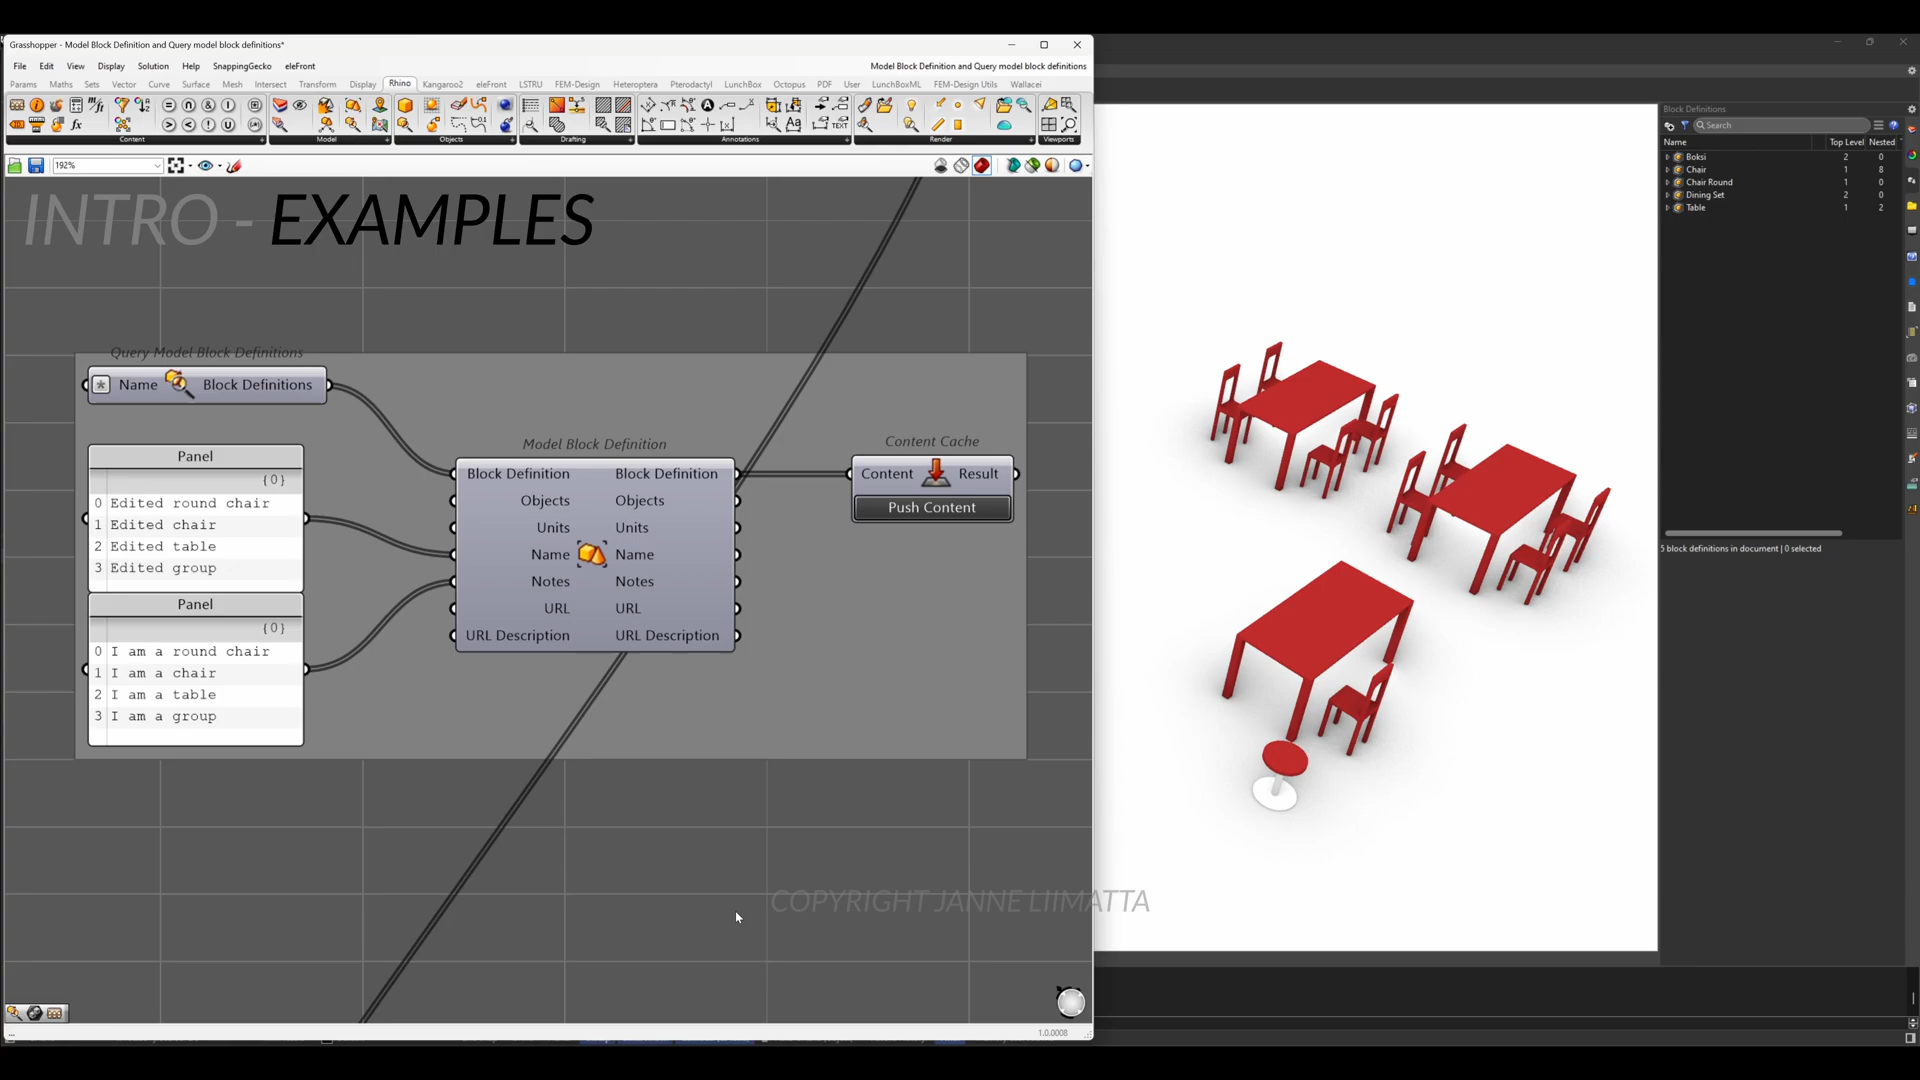 Grasshopper - Model Block Definition and Query model block definitions*
File Edit View Display Solution Help SnappingGecko eleFront
Model Block Definition and Query model block definitions
Params Maths Sets Vector Curve Surface Mesh Intersect Transform Display Rhino Kangaroo2 eleFront LSTRU FEM-Design Heteroptera Pterodactyl LunchBox Octopus PDF User LunchBoxML FEM-Design Utils Wallacei
Content Model Objects Drafting Annotations Render Viewports
192%
INTRO - EXAMPLES
Query Model Block Definitions
Name Block Definitions
Panel
{0}
0 Edited round chair
1 Edited chair
2 Edited table
3 Edited group
Panel
{0}
0 I am a round chair
1 I am a chair
2 I am a table
3 I am a group
Model Block Definition
Block Definition Block Definition
Objects Objects
Units Units
Name Name
Notes Notes
URL URL
URL Description URL Description
Content Cache
Content Result
Push Content
COPYRIGHT JANNE LIIMATTA
1.0.0008
Block Definitions
Search
Name Top Level Nested
Boksi 2 0
Chair 1 8
Chair Round 1 0
Dining Set 2 0
Table 1 2
5 block definitions in document | 0 selected